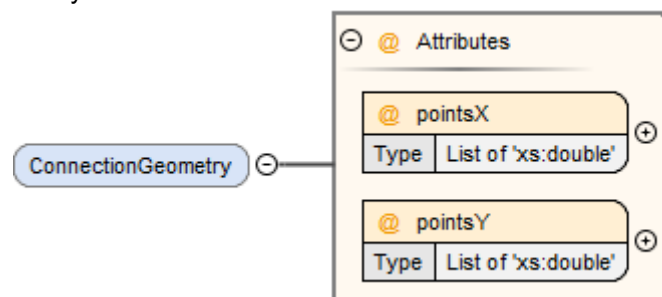 @ Attributes
@ pointsX
Type List of 'xs:double'
ConnectionGeometry
@ pointsY
Type List of 'xs:double'